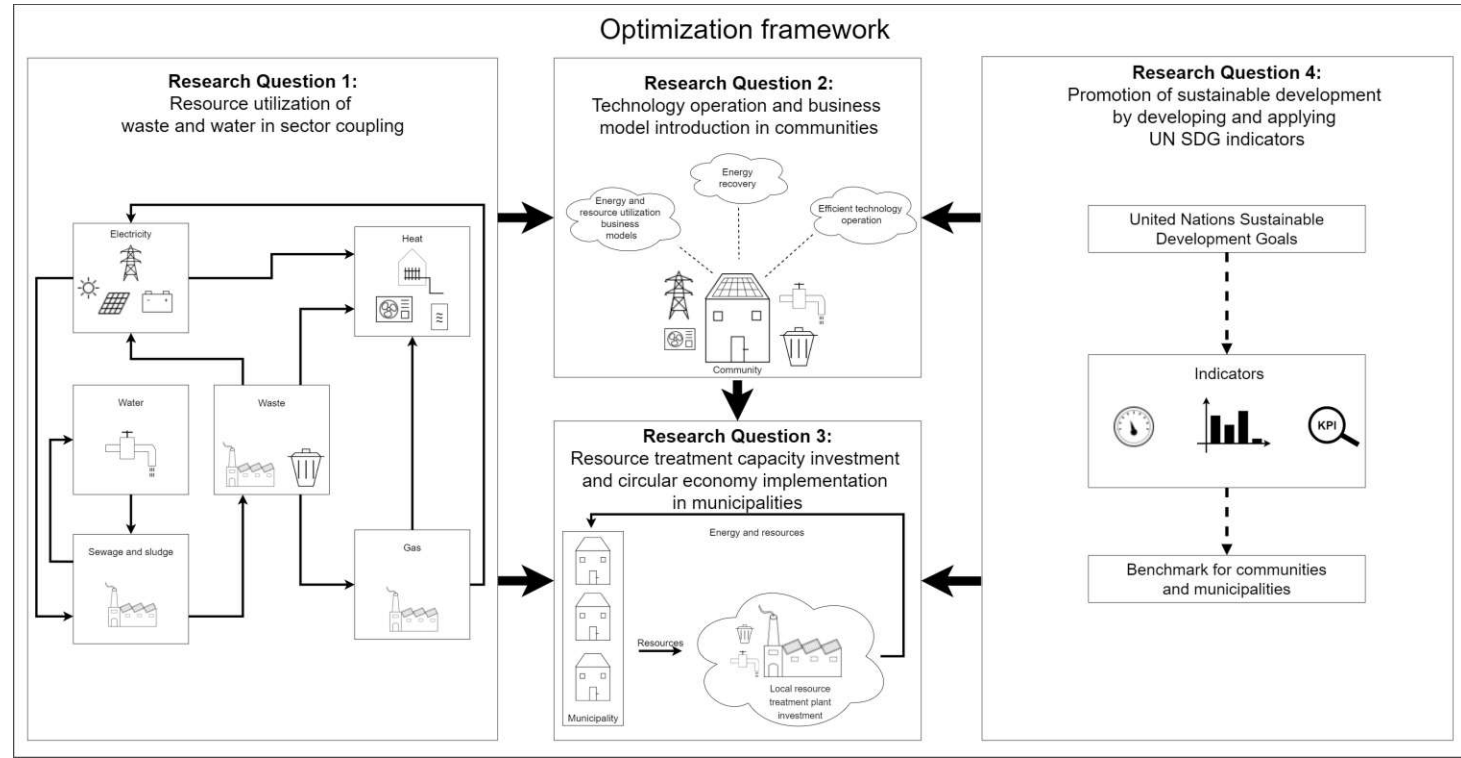 Optimization framework
Research Question 1:
Resource utilization of
waste and water in sector coupling
Electricity
Heat
Water
Waste
Sewage and sludge
Gas
Research Question 2:
Technology operation and business
model introduction in communities
Energy
recovery
Energy and
resource utilization
business
models
Efficient technology
operation
Community
Research Question 3:
Resource treatment capacity investment
and circular economy implementation
in municipalities
Energy and resources
Resources
Local resource
treatment plant
investment
Municipality
Research Question 4:
Promotion of sustainable development
by developing and applying
UN SDG indicators
United Nations Sustainable
Development Goals
Indicators
KPI
Benchmark for communities
and municipalities